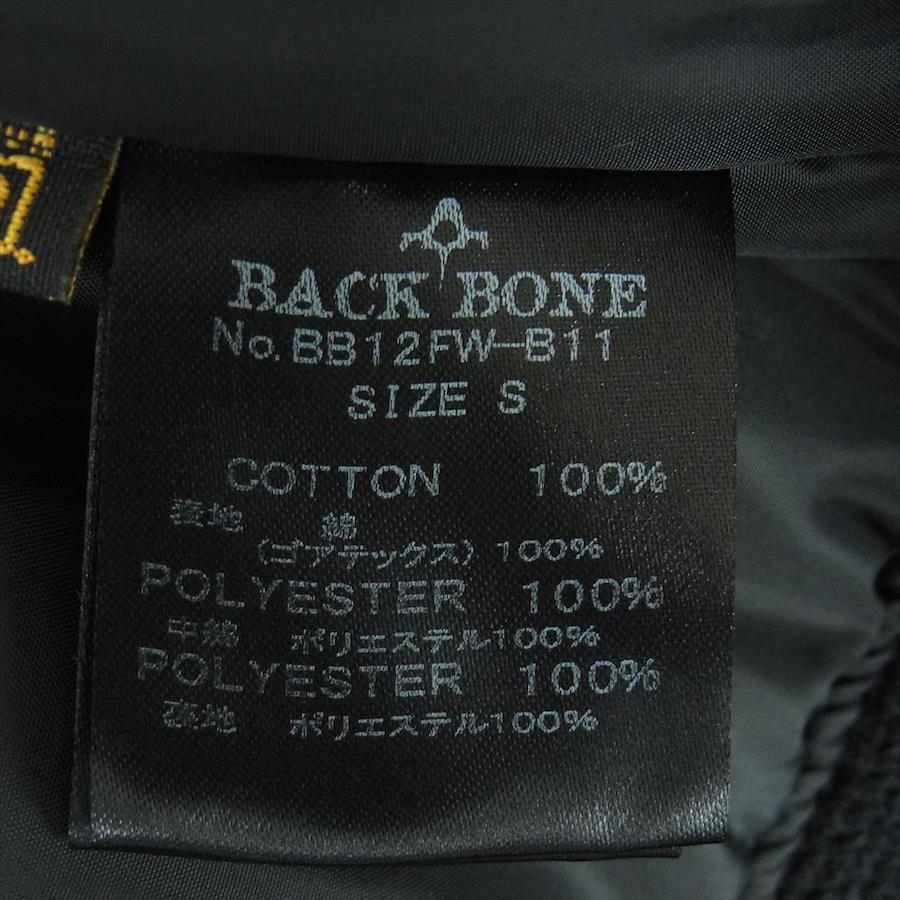 BACK BONE
No.BB12FW-B11
SIZE S
COTTON 100%
表地 綿
(ゴアテックス)100%
POLYESTER 100%
中綿 ポリエステル100%
POLYESTER 100%
表地 ポリエステル100%